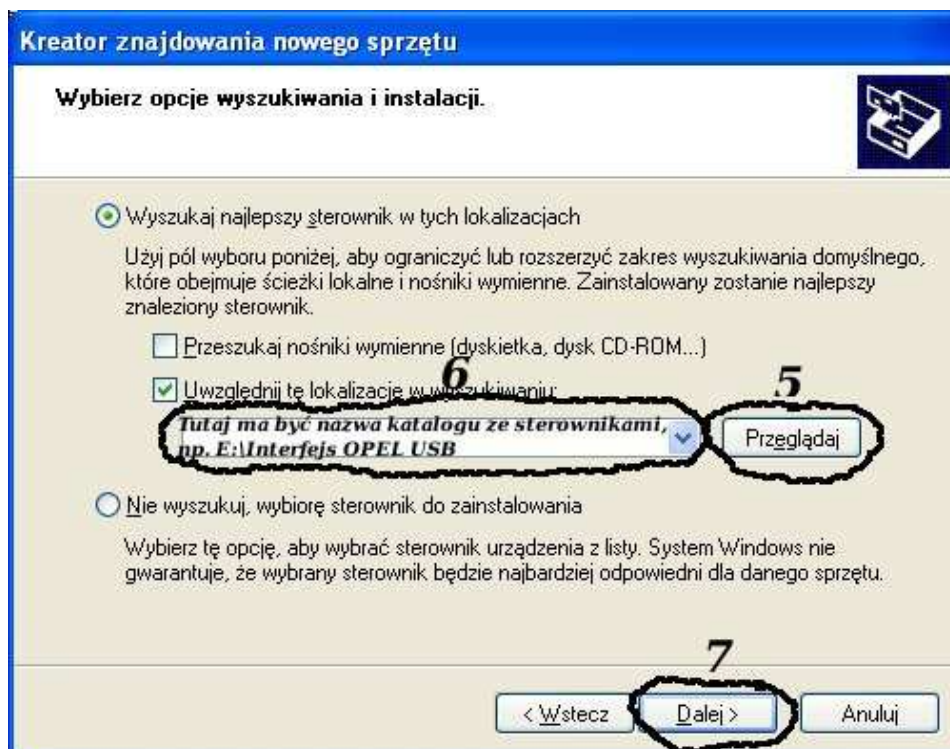 Kreator znajdowania nowego sprzętu
Wybierz opcje wyszukiwania i instalacji.
Wyszukaj najlepszy sterownik w tych lokalizacjach
Użyj pól wyboru poniżej, aby ograniczyć lub rozszerzyć zakres wyszukiwania domyślnego,
które obejmuje ścieżki lokalne i nośniki wymienne. Zainstalowany zostanie najlepszy
znaleziony sterownik.
Przeszukaj nośniki wymienne (dyskietka, dysk CD-ROM...)
6
5
Uwzględnij tę lokalizację w wyszukiwaniu:
Tutaj ma być nazwa katalogu ze sterownikami,
np. E:\Interfejs OPEL USB
Przeglądaj
Nie wyszukuj, wybiorę sterownik do zainstalowania
Wybierz tę opcję, aby wybrać sterownik urządzenia z listy. System Windows nie
gwarantuje, że wybrany sterownik będzie najbardziej odpowiedni dla danego sprzętu.
7
< Wstecz Dalej > Anuluj